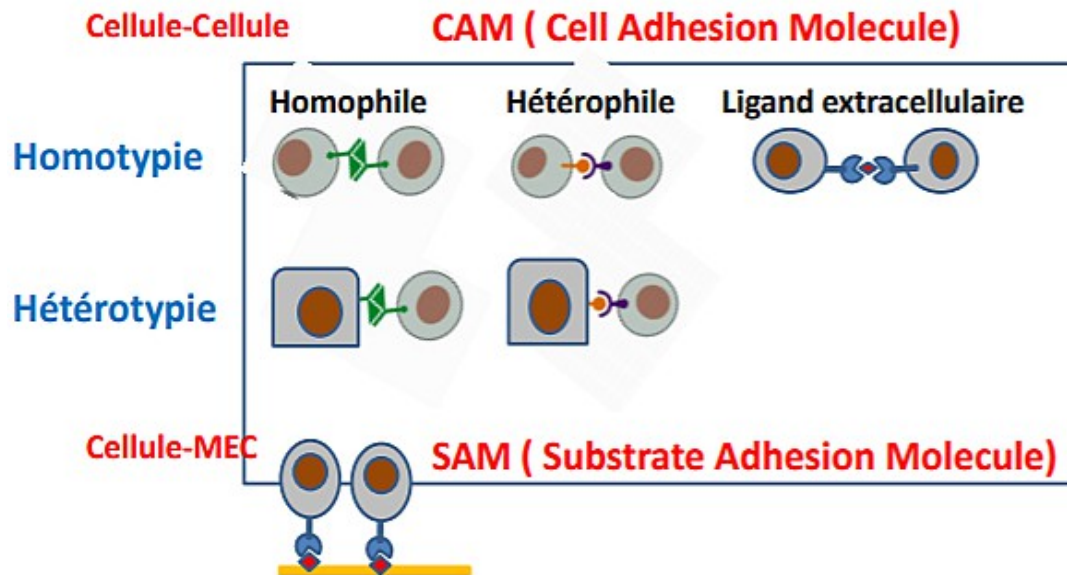 Cellule-Cellule
CAM ( Cell Adhesion Molecule)
Homophile
Hétérophile
Ligand extracellulaire
Homotypie
Hétérotypie
Cellule-MEC
SAM ( Substrate Adhesion Molecule)